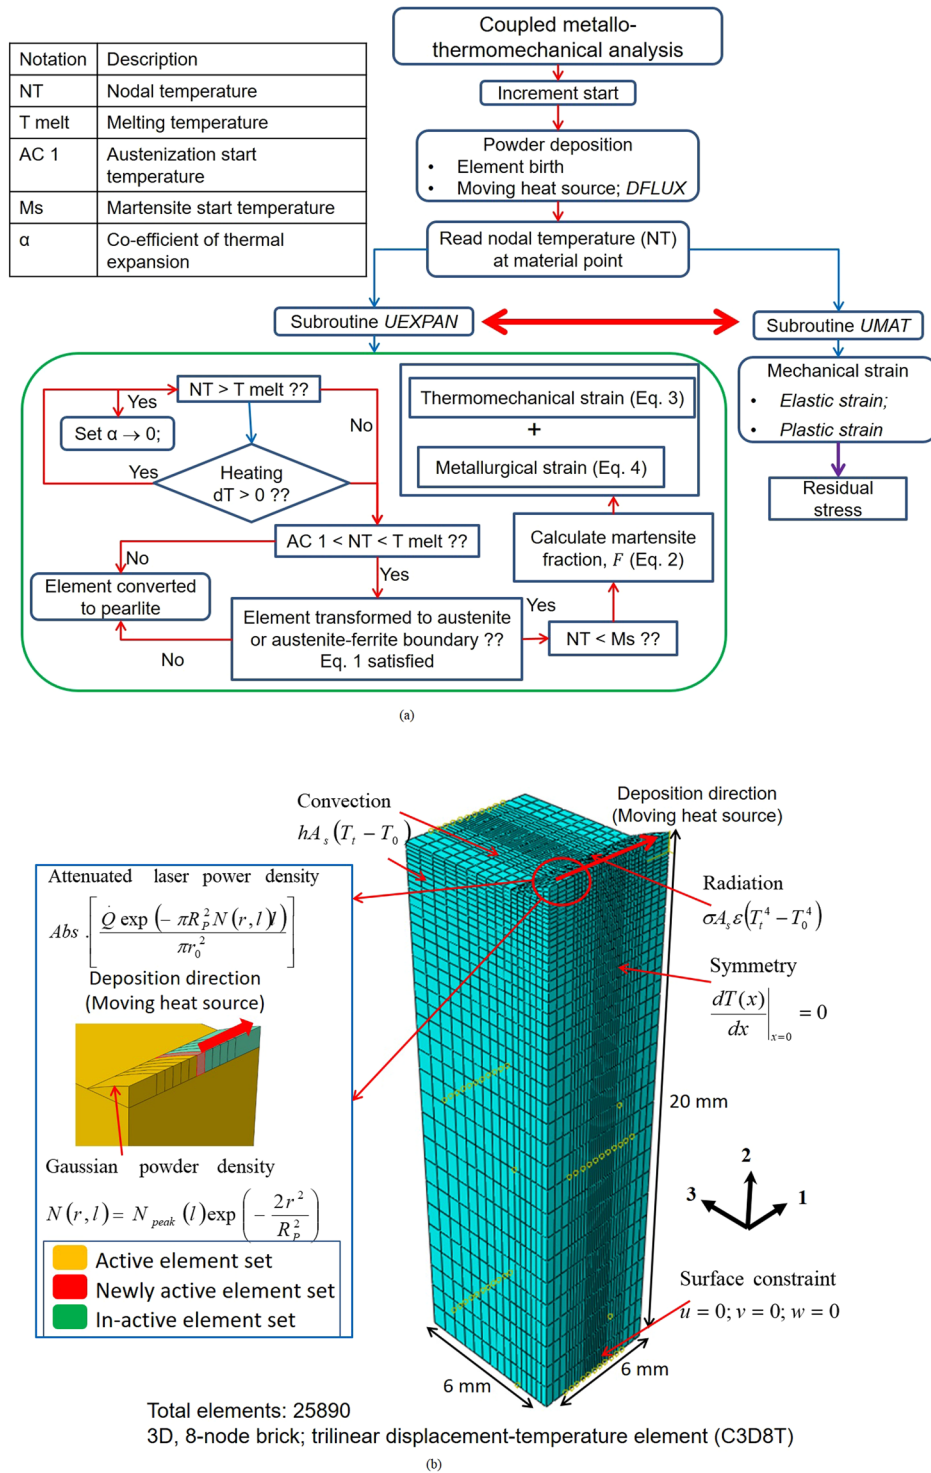 Coupled metallo-
thermomechanical analysis
Notation Description
NT Nodal temperature
T melt Melting temperature
AC 1 Austenization start
temperature
Ms Martensite start temperature
α Co-efficient of thermal
expansion
Increment start
Powder deposition
• Element birth
• Moving heat source; DFLUX
Read nodal temperature (NT)
at material point
Subroutine UEXPAN
Subroutine UMAT
Mechanical strain
• Elastic strain;
• Plastic strain
Residual
stress
NT > T melt ??
Yes
Set α → 0;
No
Yes
Heating
dT > 0 ??
AC 1 < NT < T melt ??
No
Yes
Element converted
to pearlite
Element transformed to austenite
or austenite-ferrite boundary ??
Eq. 1 satisfied
No
Yes
NT < Ms ??
Calculate martensite
fraction, F (Eq. 2)
Thermomechanical strain (Eq. 3)
+
Metallurgical strain (Eq. 4)
(a)
Convection
hA_s(T_t − T_0)
Deposition direction
(Moving heat source)
Radiation
σA_sε(T_t^4 − T_0^4)
Symmetry
dT(x)/dx|_{x=0} = 0
Attenuated laser power density
Abs.[Q̇ exp(−πR_P^2 N(r,l)l)/πr_0^2]
Deposition direction
(Moving heat source)
Gaussian powder density
N(r,l) = N_peak(l)exp(−2r^2/R_P^2)
Active element set
Newly active element set
In-active element set
20 mm
2
3
1
Surface constraint
u = 0; v = 0; w = 0
6 mm
6 mm
Total elements: 25890
3D, 8-node brick; trilinear displacement-temperature element (C3D8T)
(b)